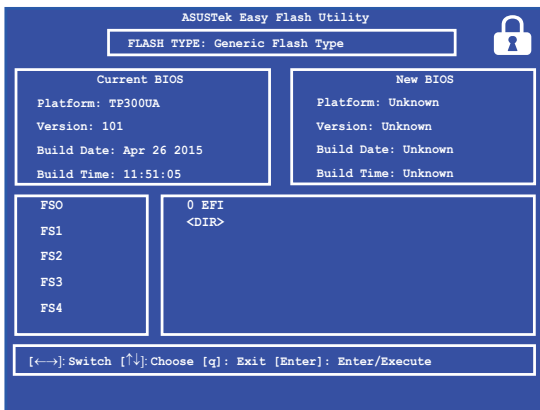 ASUSTek Easy Flash Utility
FLASH TYPE: Generic Flash Type
Current BIOS
Platform: TP300UA
Version: 101
Build Date: Apr 26 2015
Build Time: 11:51:05
New BIOS
Platform: Unknown
Version: Unknown
Build Date: Unknown
Build Time: Unknown
FSO
FS1
FS2
FS3
FS4
0 EFI
<DIR>
[←→]: Switch [↑↓]: Choose [q]: Exit [Enter]: Enter/Execute